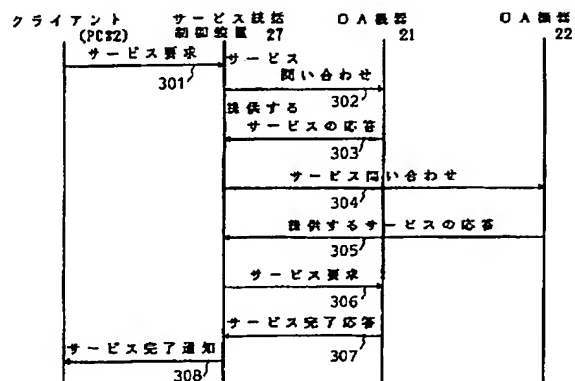 クライアント
(PC32)
サービス統括
制御装置 27
OA機器
21
OA機器
22
サービス要求
301
サービス
問い合わせ
302
提供する
サービスの応答
303
サービス問い合わせ
304
提供するサービスの応答
305
サービス要求
306
サービス完了応答
307
サービス完了通知
308